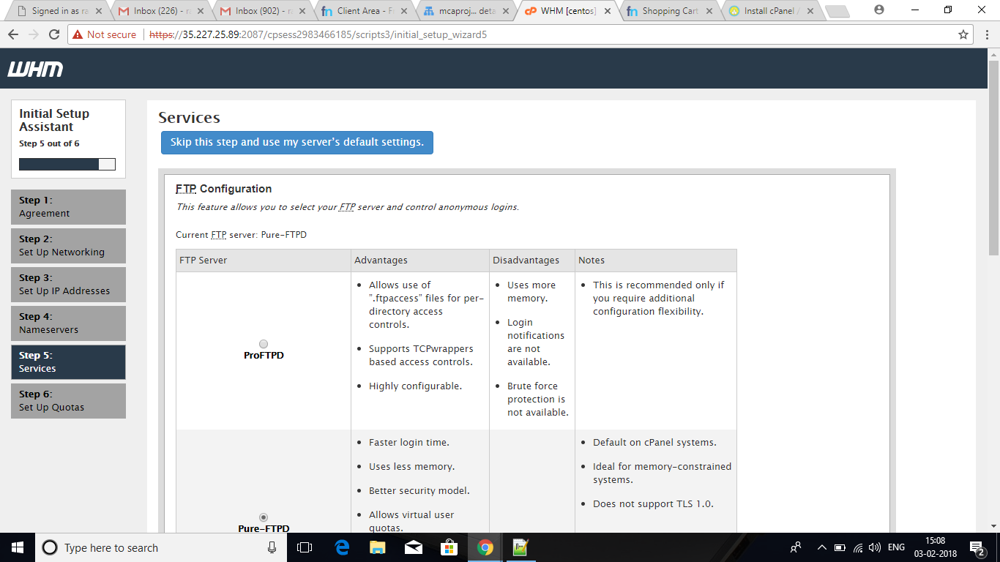 Signed in as ra
Inbox (226) - ra
Inbox (902) - ra
Client Area - F
mcaproj... deta
WHM [centos]
Shopping Cart
Install cPanel /
Not secure
https://35.227.25.89:2087/cpsess2983466185/scripts3/initial_setup_wizard5
WHM
Initial Setup
Assistant
Step 5 out of 6
Step 1:
Agreement
Step 2:
Set Up Networking
Step 3:
Set Up IP Addresses
Step 4:
Nameservers
Step 5:
Services
Step 6:
Set Up Quotas
Services
Skip this step and use my server's default settings.
FTP Configuration
This feature allows you to select your FTP server and control anonymous logins.
Current FTP server: Pure-FTPD
FTP Server
Advantages
Disadvantages
Notes
ProFTPD
Allows use of
".ftpaccess" files for per-
directory access
controls.
Supports TCPwrappers
based access controls.
Highly configurable.
Uses more
memory.
Login
notifications
are not
available.
Brute force
protection is
not available.
This is recommended only if
you require additional
configuration flexibility.
Pure-FTPD
Faster login time.
Uses less memory.
Better security model.
Allows virtual user
quotas.
Default on cPanel systems.
Ideal for memory-constrained
systems.
Does not support TLS 1.0.
Type here to search
ENG
15:08
03-02-2018
2